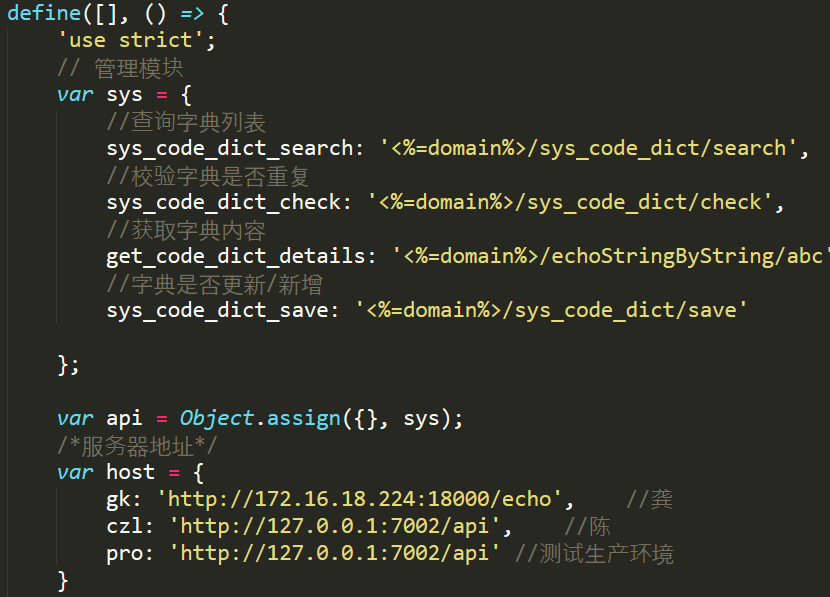 define([], () => {
'use strict';
// 管理模块
var sys = {
//查询字典列表
sys_code_dict_search: '<%=domain%>/sys_code_dict/search',
//校验字典是否重复
sys_code_dict_check: '<%=domain%>/sys_code_dict/check',
//获取字典内容
get_code_dict_details: '<%=domain%>/echoStringByString/abc'
//字典是否更新/新增
sys_code_dict_save: '<%=domain%>/sys_code_dict/save'
};
var api = Object.assign({}, sys);
/*服务器地址*/
var host = {
gk: 'http://172.16.18.224:18000/echo', //龚
czl: 'http://127.0.0.1:7002/api', //陈
pro: 'http://127.0.0.1:7002/api' //测试生产环境
}